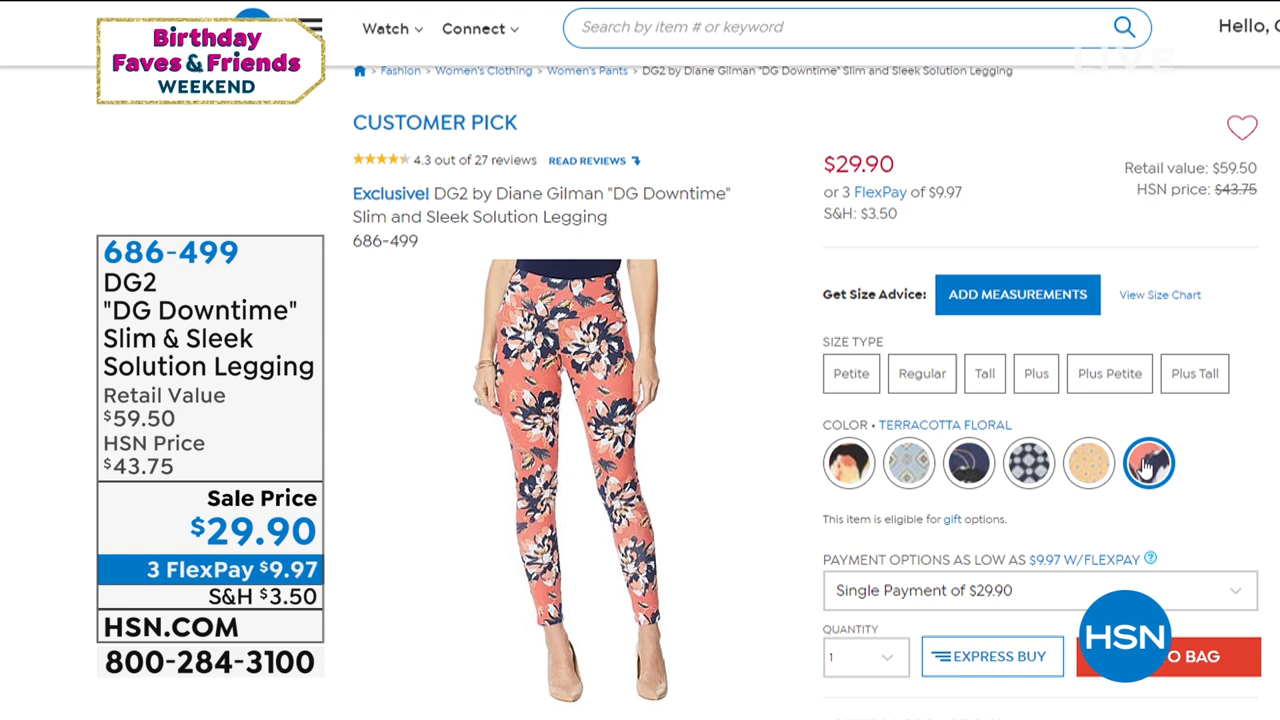 Birthday
Faves & Friends
WEEKEND
Watch
Connect
Search by item # or keyword
Hello,
LIVE
> Fashion > Women's Clothing > Women's Pants > DG2 by Diane Gilman "DG Downtime" Slim and Sleek Solution Legging
CUSTOMER PICK
4.3 out of 27 reviews READ REVIEWS
Exclusive! DG2 by Diane Gilman "DG Downtime"
Slim and Sleek Solution Legging
686-499
$29.90
or 3 FlexPay of $9.97
S&H: $3.50
Retail value: $59.50
HSN price: $43.75
Get Size Advice: ADD MEASUREMENTS View Size Chart
SIZE TYPE
Petite Regular Tall Plus Plus Petite Plus Tall
COLOR • TERRACOTTA FLORAL
This item is eligible for gift options.
PAYMENT OPTIONS AS LOW AS $9.97 W/FLEXPAY ?
Single Payment of $29.90
QUANTITY
1
EXPRESS BUY
O BAG
HSN
686-499
DG2
"DG Downtime"
Slim & Sleek
Solution Legging
Retail Value
$59.50
HSN Price
$43.75
Sale Price
$29.90
3 FlexPay $9.97
S&H $3.50
HSN.COM
800-284-3100